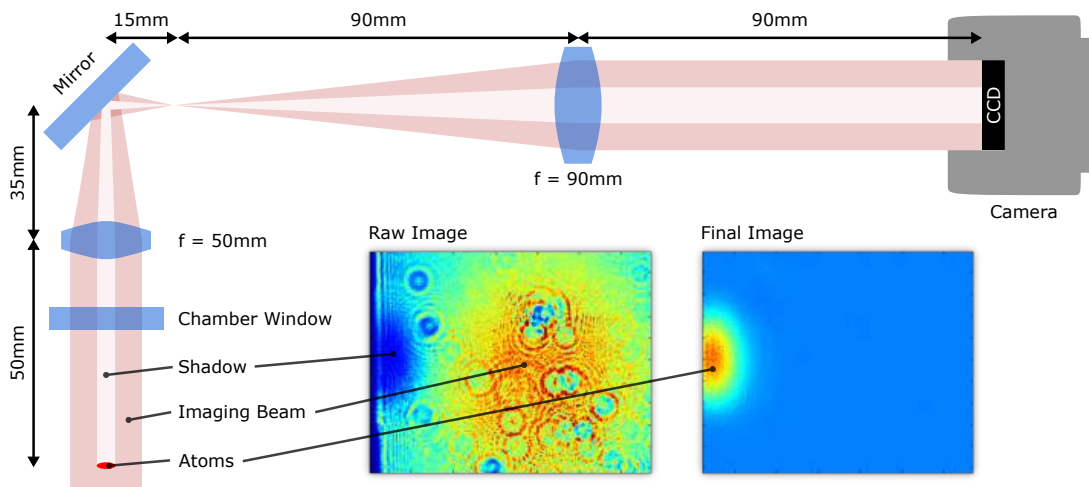 15mm
90mm
90mm
Mirror
CCD
35mm
f = 90mm
Camera
f = 50mm
Raw Image
Final Image
50mm
Chamber Window
Shadow
Imaging Beam
Atoms